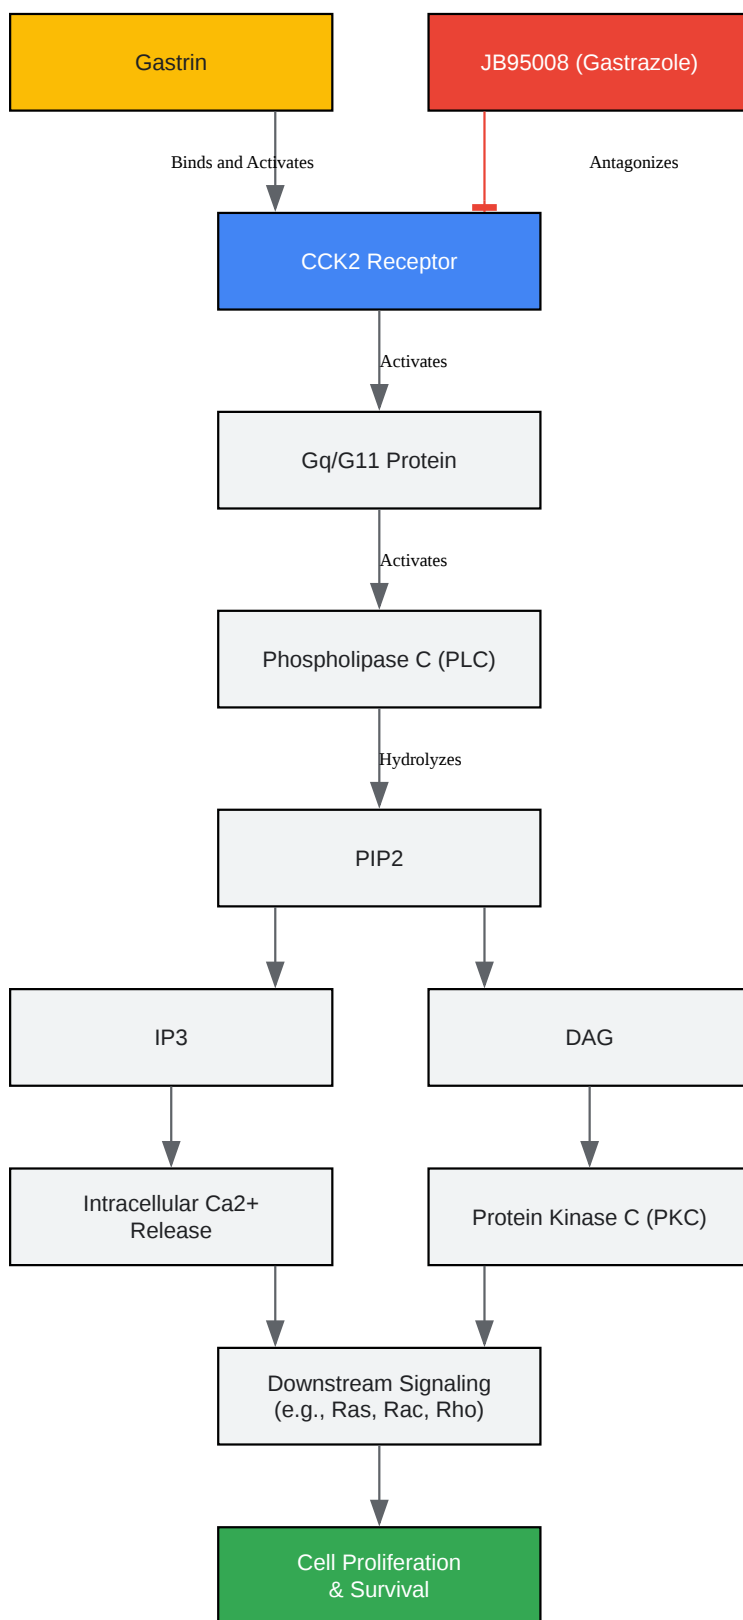 Gastrin
JB95008 (Gastrazole)
Binds and Activates
Antagonizes
CCK2 Receptor
Activates
Gq/G11 Protein
Activates
Phospholipase C (PLC)
Hydrolyzes
PIP2
IP3
DAG
Intracellular Ca2+
Release
Protein Kinase C (PKC)
Downstream Signaling
(e.g., Ras, Rac, Rho)
Cell Proliferation
& Survival